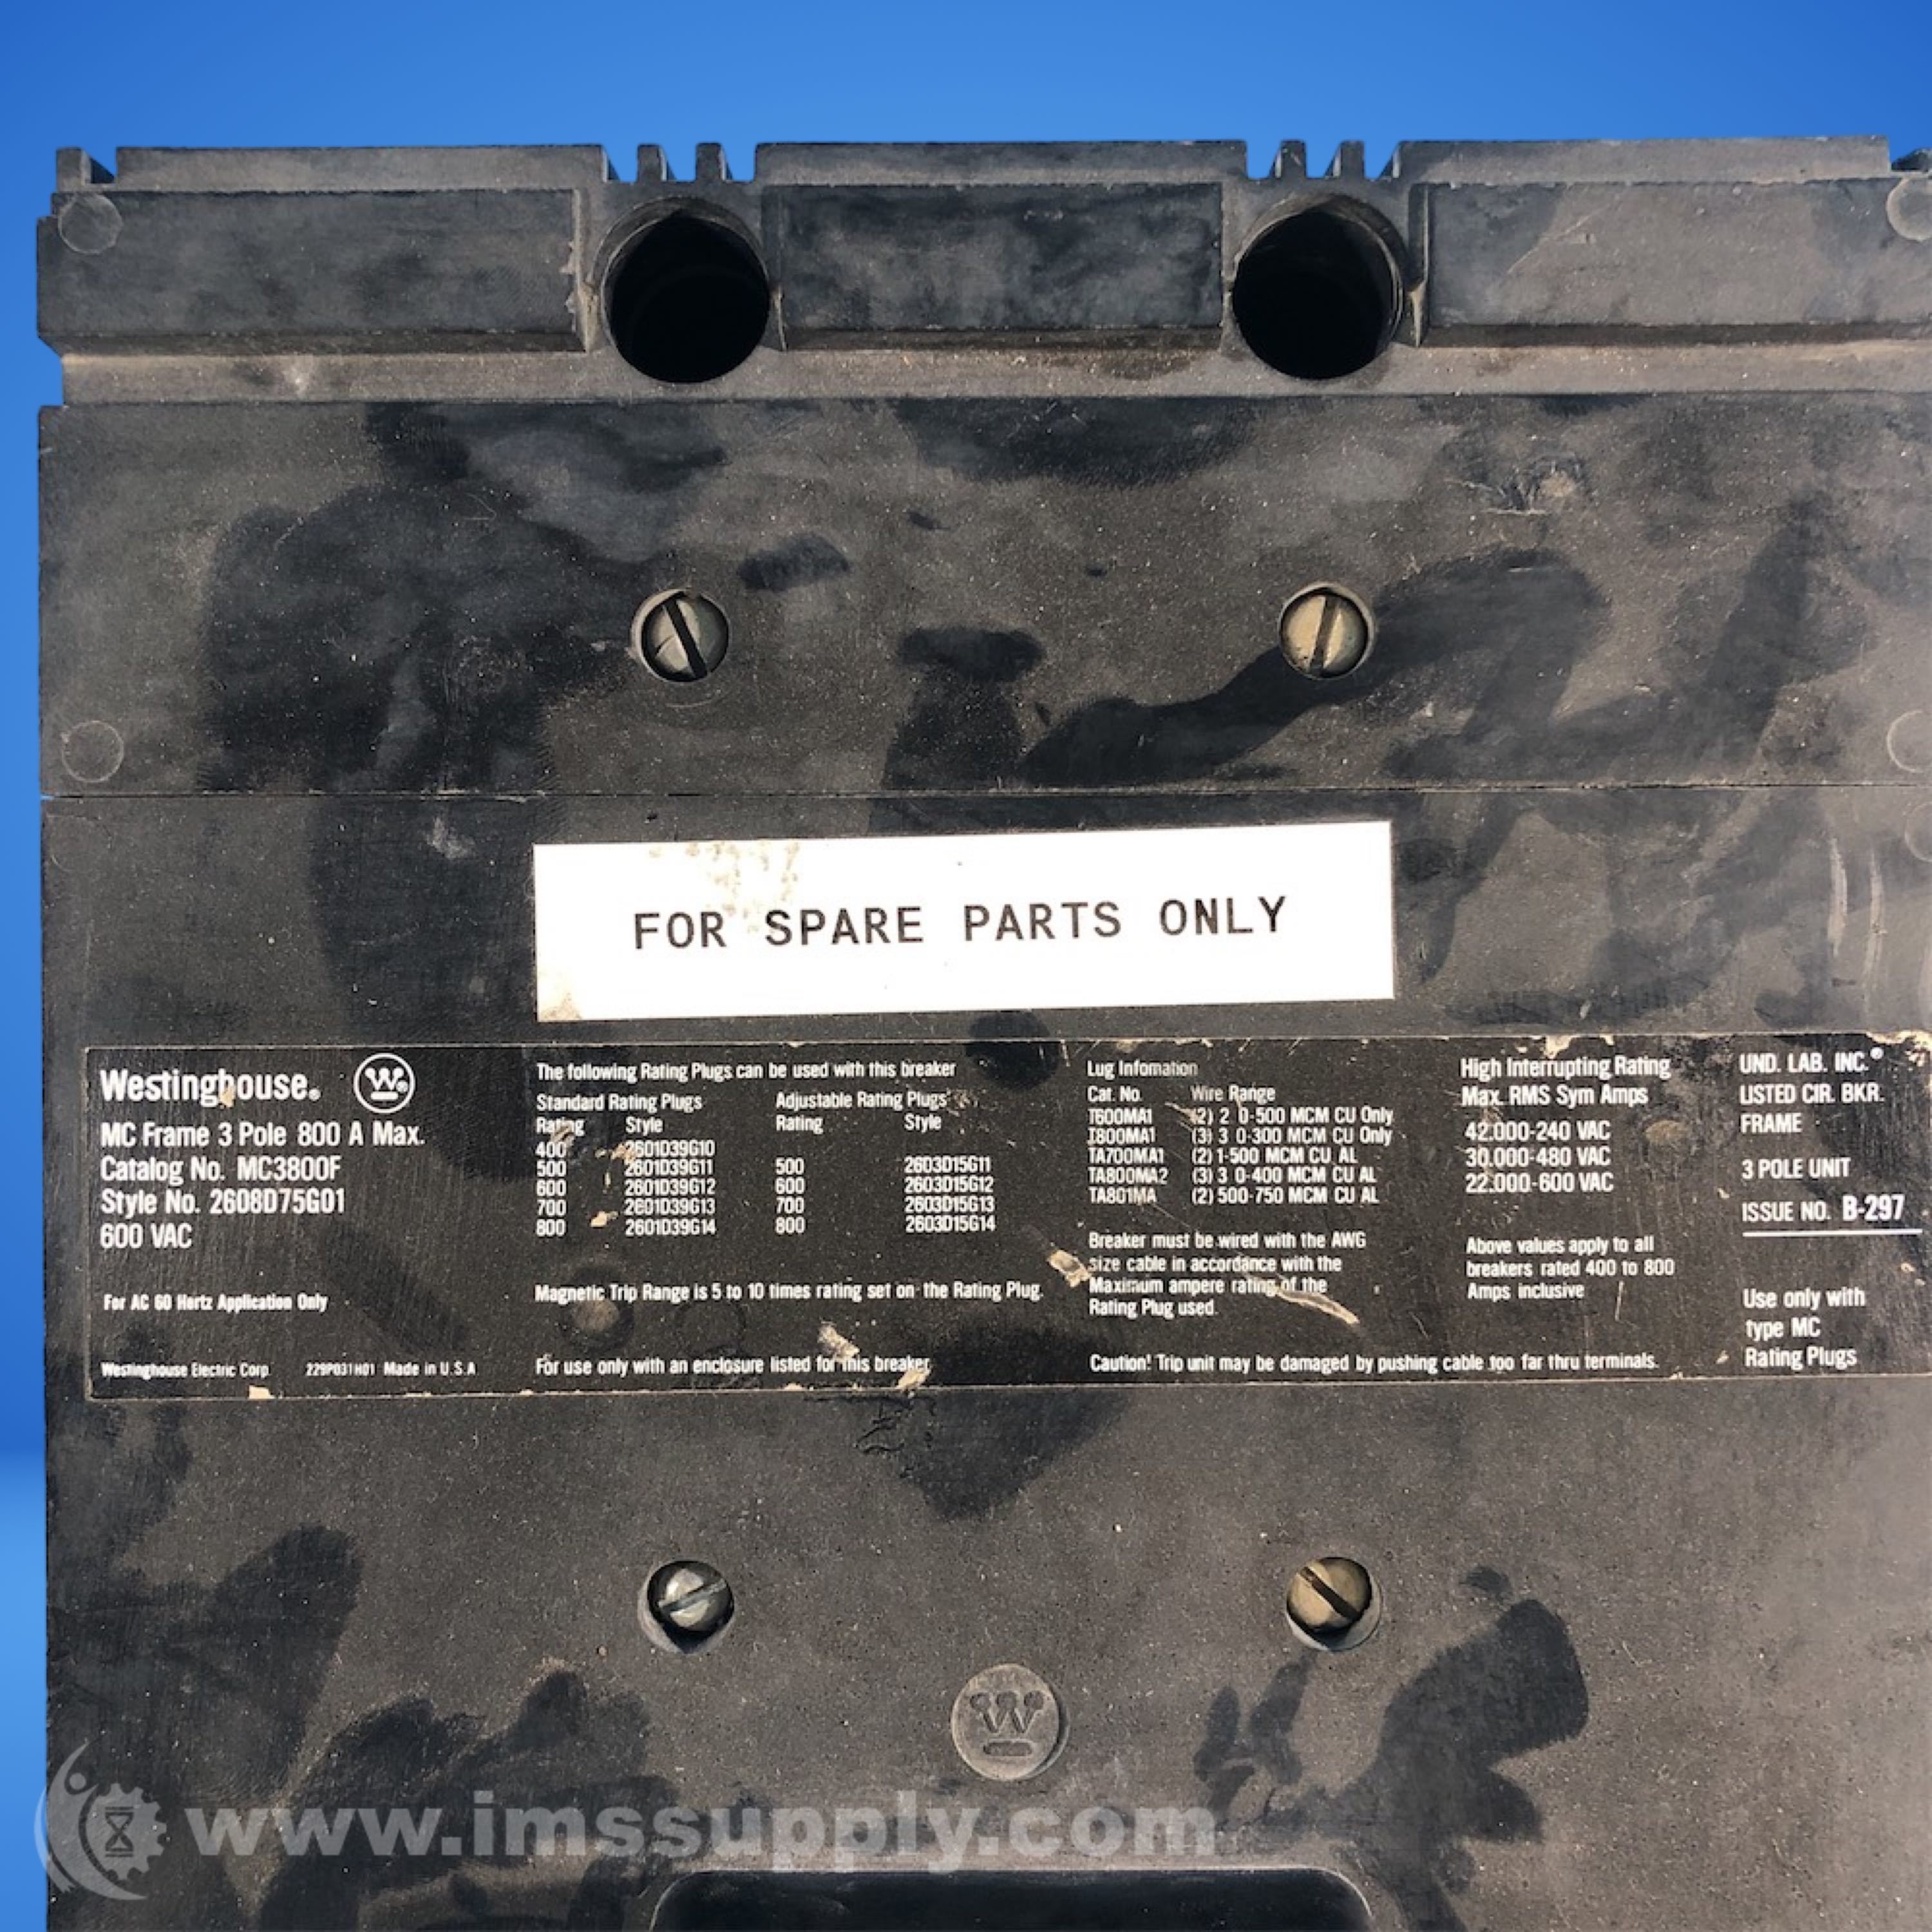 FOR SPARE PARTS ONLY
Westinghouse®
MC Frame 3 Pole 800 A Max.
Catalog No. MC3800F
Style No. 2608D75G01
600 VAC
For AC 60 Hertz Application Only
Westinghouse Electric Corp. 229P031H01 Made in U.S.A
The following Rating Plugs can be used with this breaker
Standard Rating Plugs Adjustable Rating Plugs
Rating Style Rating Style
400 2601D39G10
500 2601D39G11 500 2603D15G11
600 2601D39G12 600 2603D15G12
700 2601D39G13 700 2603D15G13
800 2601D39G14 800 2603D15G14
Magnetic Trip Range is 5 to 10 times rating set on the Rating Plug.
For use only with an enclosure listed for this breaker
Lug Infomation
Cat. No. Wire Range
T600MA1 (2) 2 0-500 MCM CU Only
T800MA1 (3) 3 0-300 MCM CU Only
TA700MA1 (2) 1-500 MCM CU AL
TA800MA2 (3) 3 0-400 MCM CU AL
TA801MA (2) 500-750 MCM CU AL
Breaker must be wired with the AWG
size cable in accordance with the
Maximum ampere rating of the
Rating Plug used.
Caution! Trip unit may be damaged by pushing cable too far thru terminals.
High Interrupting Rating
Max. RMS Sym Amps
42.000-240 VAC
30.000-480 VAC
22.000-600 VAC
Above values apply to all
breakers rated 400 to 800
Amps inclusive
UND. LAB. INC.®
LISTED CIR. BKR.
FRAME
3 POLE UNIT
ISSUE NO. B-297
Use only with
type MC
Rating Plugs
W
www.imssupply.com